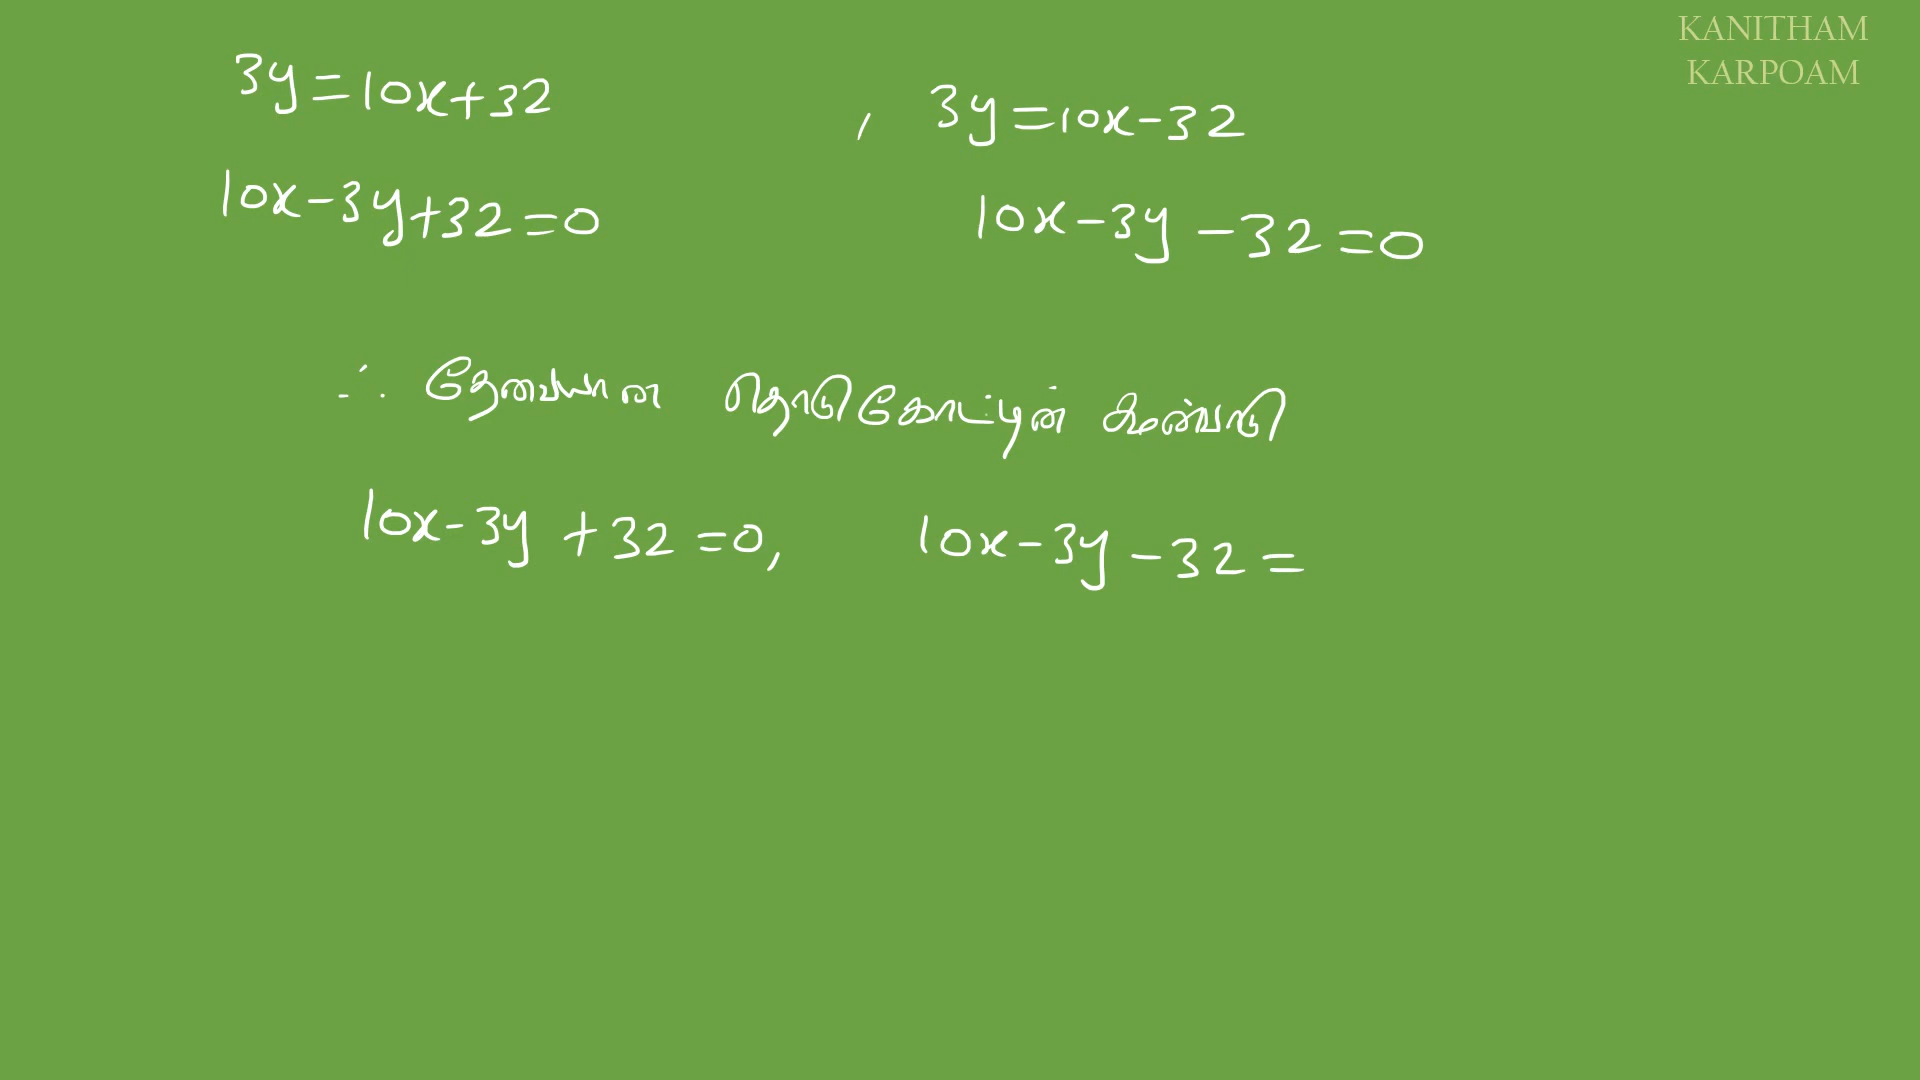 KANITHAM
KARPOAM
3y=10x+32 , 3y=10x-32
10x-3y+32=0 10x-3y-32=0
∴ தேவையான தொடுகோட்டின் சமன்பாடு
10x-3y+32=0, 10x-3y-32=